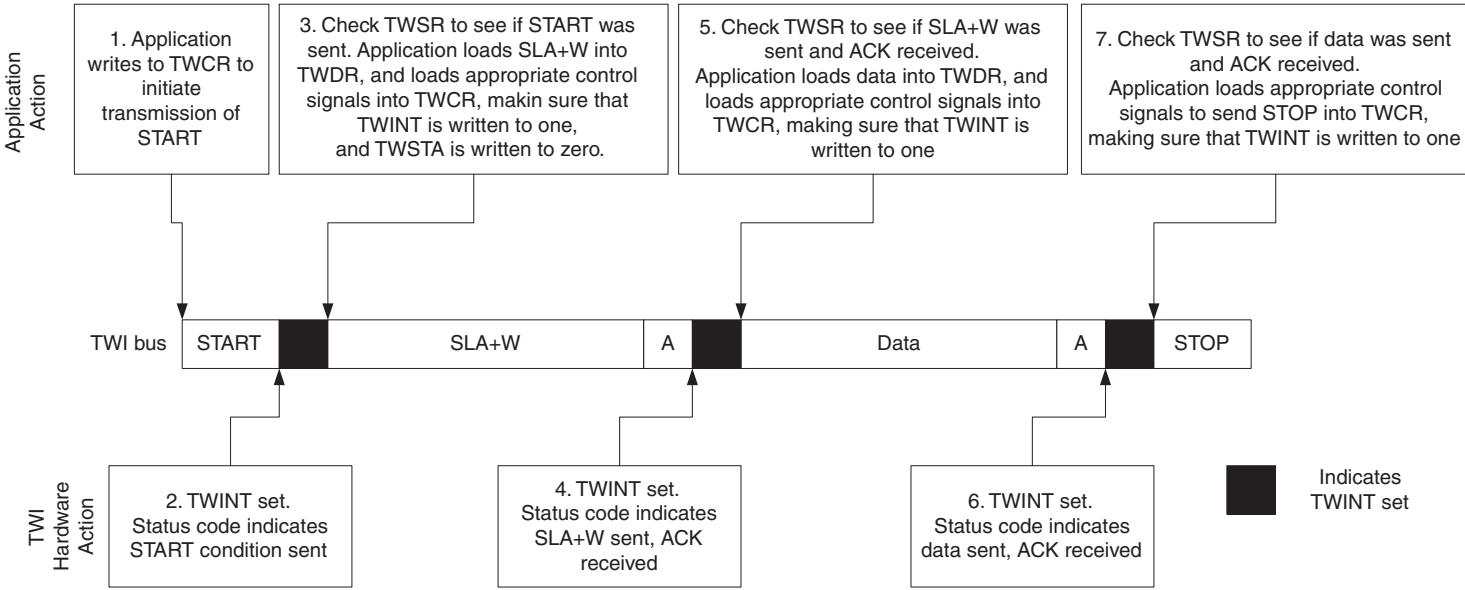 Application
Action
1. Application
writes to TWCR to
initiate
transmission of
START
3. Check TWSR to see if START was
sent. Application loads SLA+W into
TWDR, and loads appropriate control
signals into TWCR, makin sure that
TWINT is written to one,
and TWSTA is written to zero.
5. Check TWSR to see if SLA+W was
sent and ACK received.
Application loads data into TWDR, and
loads appropriate control signals into
TWCR, making sure that TWINT is
written to one
7. Check TWSR to see if data was sent
and ACK received.
Application loads appropriate control
signals to send STOP into TWCR,
making sure that TWINT is written to one
TWI bus
START
SLA+W
A
Data
A
STOP
TWI
Hardware
Action
2. TWINT set.
Status code indicates
START condition sent
4. TWINT set.
Status code indicates
SLA+W sent, ACK
received
6. TWINT set.
Status code indicates
data sent, ACK received
Indicates
TWINT set